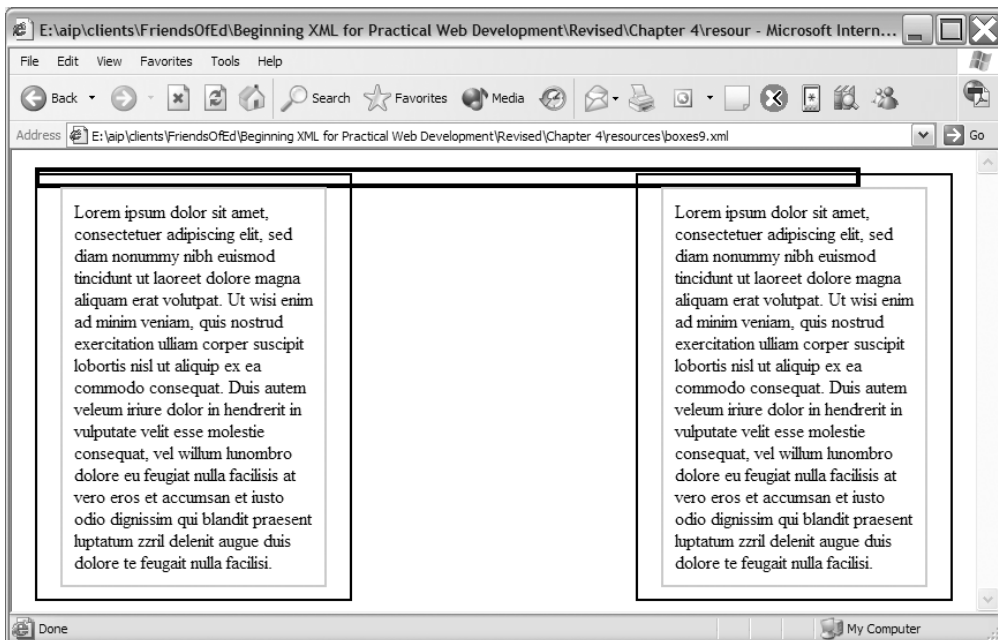 E:\aip\clients\FriendsOfEd\Beginning XML for Practical Web Development\Revised\Chapter 4\resour - Microsoft Intern...
File Edit View Favorites Tools Help
Back Search Favorites Media
Address E:\aip\clients\FriendsOfEd\Beginning XML for Practical Web Development\Revised\Chapter 4\resources\boxes9.xml Go
Lorem ipsum dolor sit amet,
consectetuer adipiscing elit, sed
diam nonummy nibh euismod
tincidunt ut laoreet dolore magna
aliquam erat volutpat. Ut wisi enim
ad minim veniam, quis nostrud
exercitation ulliam corper suscipit
lobortis nisl ut aliquip ex ea
commodo consequat. Duis autem
veleum iriure dolor in hendrerit in
vulputate velit esse molestie
consequat, vel willum lunombro
dolore eu feugiat nulla facilisis at
vero eros et accumsan et iusto
odio dignissim qui blandit praesent
luptatum zzril delenit augue duis
dolore te feugait nulla facilisi.
Lorem ipsum dolor sit amet,
consectetuer adipiscing elit, sed
diam nonummy nibh euismod
tincidunt ut laoreet dolore magna
aliquam erat volutpat. Ut wisi enim
ad minim veniam, quis nostrud
exercitation ulliam corper suscipit
lobortis nisl ut aliquip ex ea
commodo consequat. Duis autem
veleum iriure dolor in hendrerit in
vulputate velit esse molestie
consequat, vel willum lunombro
dolore eu feugiat nulla facilisis at
vero eros et accumsan et iusto
odio dignissim qui blandit praesent
luptatum zzril delenit augue duis
dolore te feugait nulla facilisi.
Done My Computer